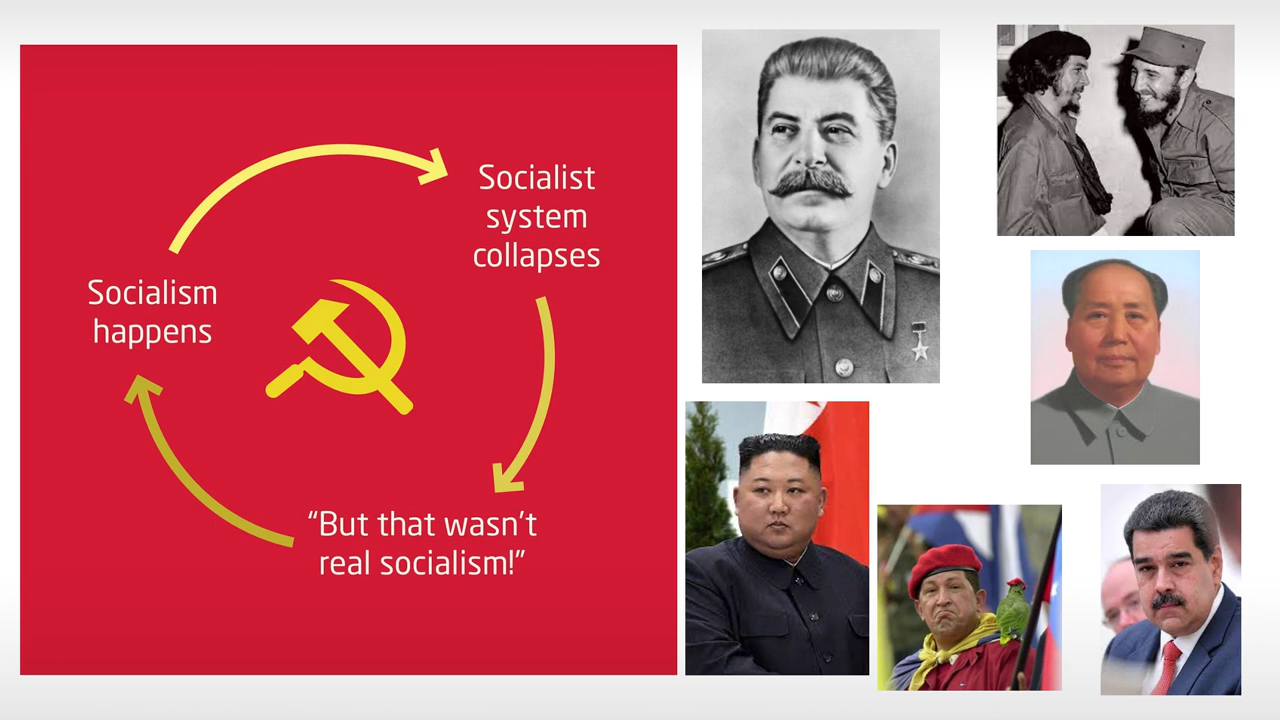 Socialism
happens
Socialist
system
collapses
“But that wasn’t
real socialism!”